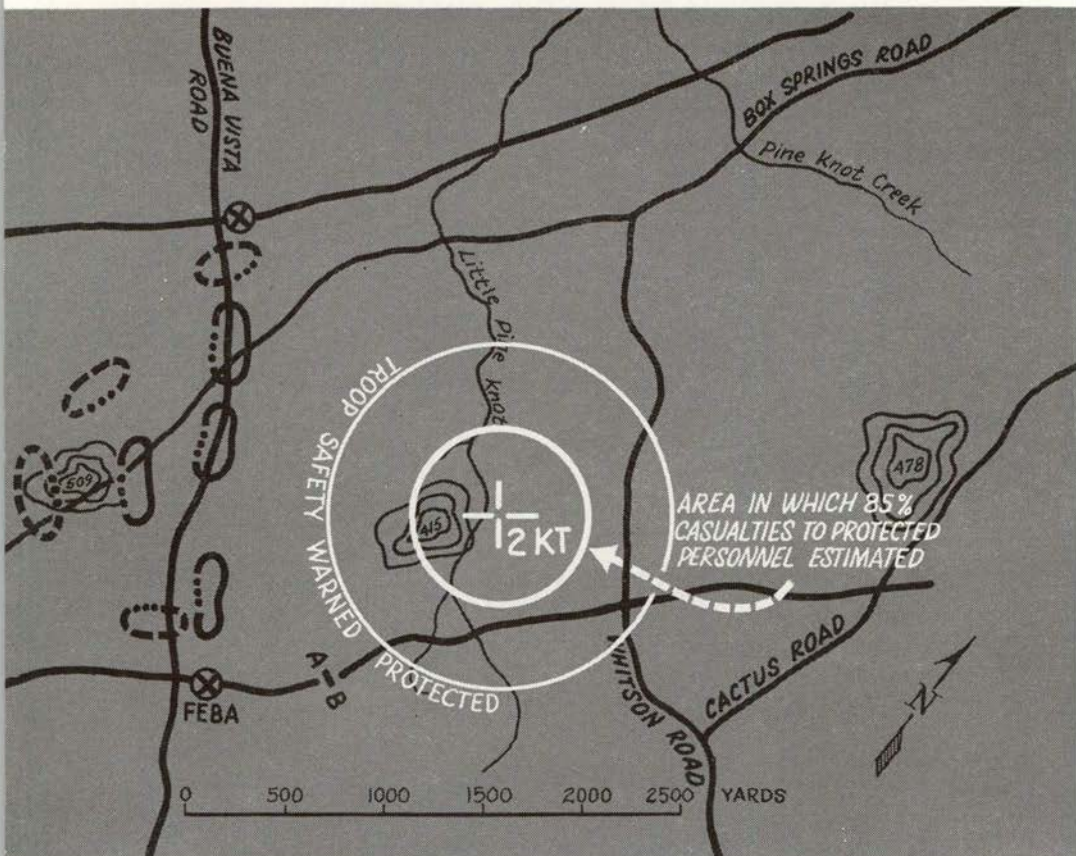 BUENA VISTA
ROAD
BOX SPRINGS ROAD
Pine Knot Creek
Little Pine Knot
TROOP SAFETY WARNED PROTECTED
509
415
478
2 KT
AREA IN WHICH 85%
CASUALTIES TO PROTECTED
PERSONNEL ESTIMATED
A
B
FEBA
WHITSON ROAD
CACTUS ROAD
N
0 500 1000 1500 2000 2500 YARDS